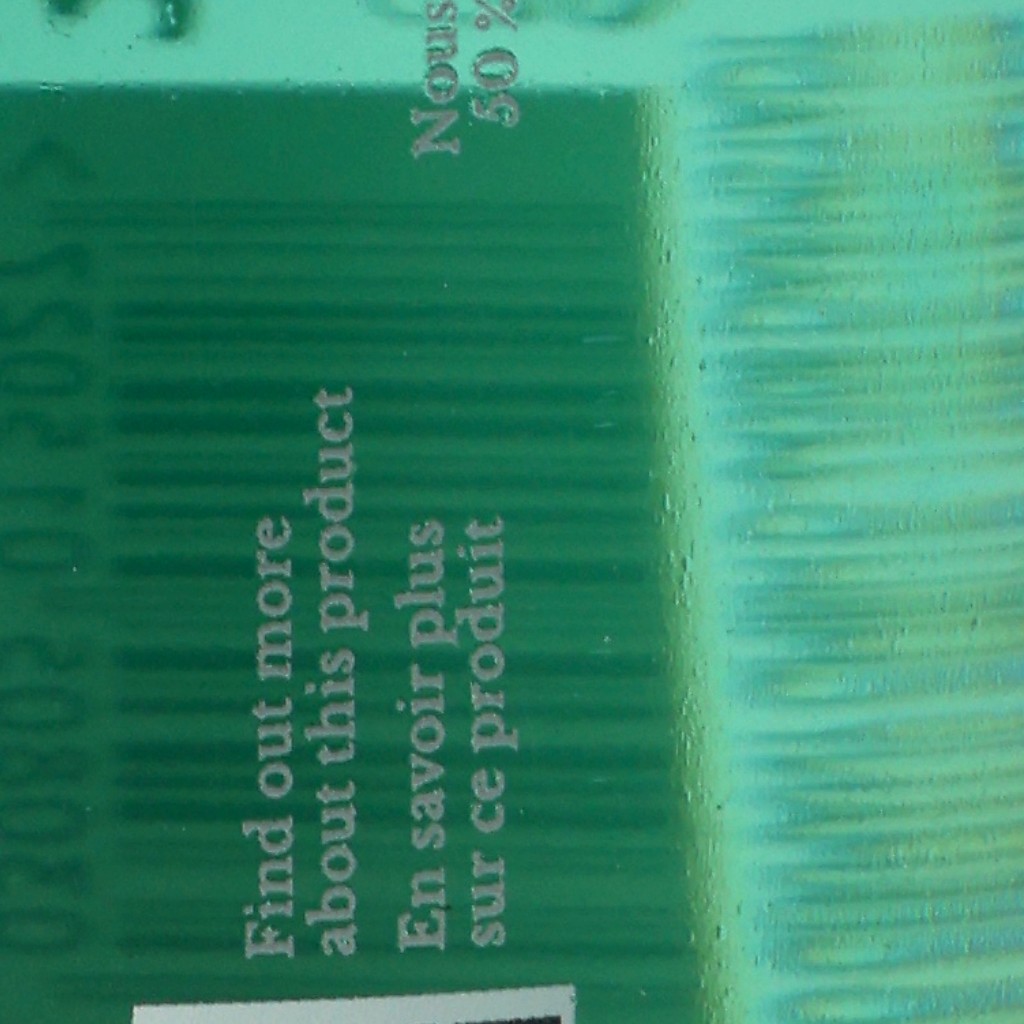 Nous
50 %
Find out more
about this product
En savoir plus
sur ce produit